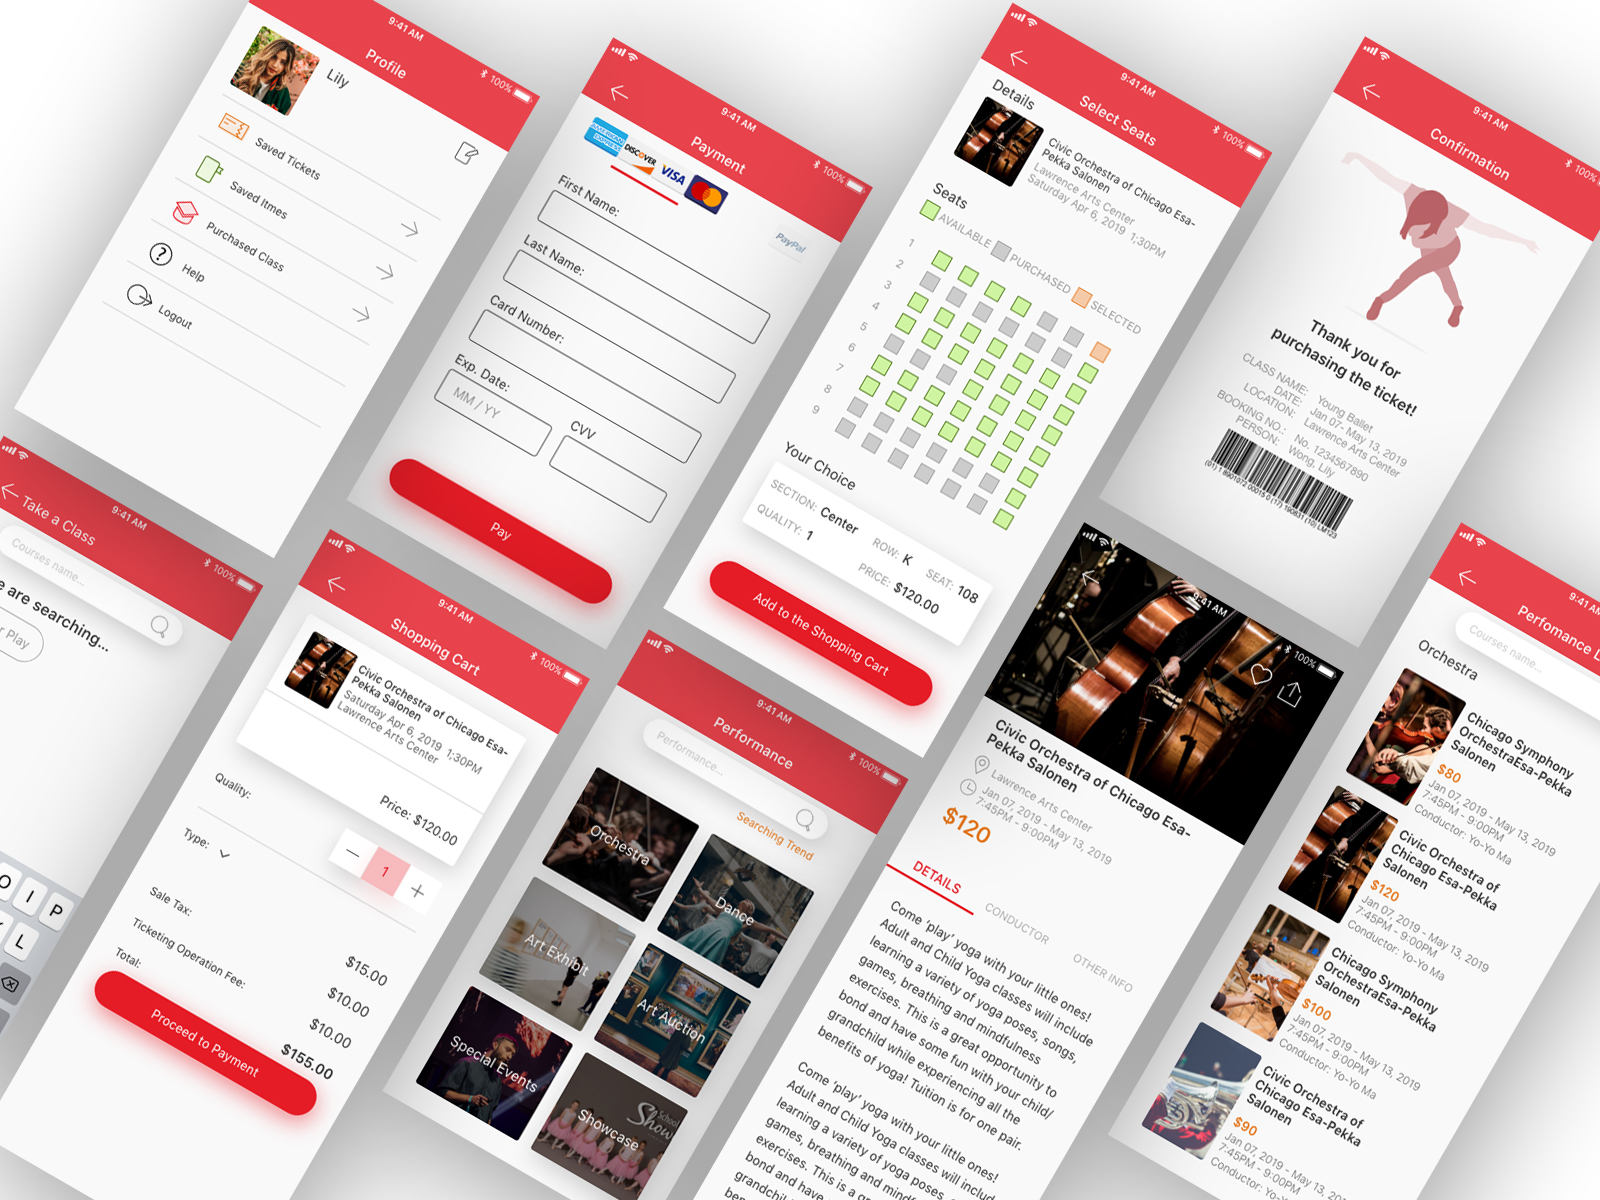 9:41 AM
100%
Profile
Lily
Saved Tickets
Saved Itmes
Purchased Class
Help
Logout
9:41 AM
100%
Payment
AMERICAN EXPRESS
DISCOVER
VISA
PayPal
First Name:
Last Name:
Card Number:
Exp. Date:
MM / YY
CVV
Pay
9:41 AM
100%
Select Seats
Details
Civic Orchestra of Chicago Esa-
Pekka Salonen
Lawrence Arts Center
Saturday Apr 6, 2019 1:30PM
Seats
AVAILABLE
PURCHASED
SELECTED
1
2
3
4
5
6
7
8
9
Your Choice
SECTION: Center
ROW: K
SEAT: 108
QUALITY: 1
PRICE: $120.00
Add to the Shopping Cart
9:41 AM
100%
Confirmation
Thank you for
purchasing the ticket!
CLASS NAME: Young Ballet
DATE: Jan 07- May 13, 2019
LOCATION: Lawrence Arts Center
BOOKING NO.: No. 1234567890
PERSON: Wong, Lily
9:41 AM
100%
Take a Class
Courses name...
e are searching...
r Play
O
I
P
L
9:41 AM
100%
Shopping Cart
Civic Orchestra of Chicago Esa-
Pekka Salonen
Saturday Apr 6, 2019 1:30PM
Lawrence Arts Center
Price: $120.00
Quality:
1
Type:
Sale Tax:
$15.00
Ticketing Operation Fee:
$10.00
$10.00
Total:
$155.00
Proceed to Payment
9:41 AM
100%
Performance
Performance...
Searching Trend
Orchestra
Dance
Art Exhibit
Art Auction
Special Events
School
Show
Showcase
9:41 AM
100%
Civic Orchestra of Chicago Esa-
Pekka Salonen
Lawrence Arts Center
Jan 07, 2019 - May 13, 2019
7:45PM - 9:00PM
$120
DETAILS
CONDUCTOR
OTHER INFO
Come ‘play’ yoga with your little ones!
Adult and Child Yoga classes will include
learning a variety of yoga poses, songs,
games, breathing and mindfulness
exercises. This is a great opportunity to
bond and have some fun with your child/
grandchild while experiencing all the
benefits of yoga! Tuition is for one pair.
Come ‘play’ yoga with your little ones!
Adult and Child Yoga classes will includ
learning a variety of yoga poses,
games, breathing and mindf
exercises. This is a g
bond and have
grandchil
ben
9:41 AM
Perfomance
Courses name...
Orchestra
Chicago Symphony
OrchestraEsa-Pekka
Salonen
$80
Jan 07, 2019 - May 13, 2019
7:45PM - 9:00PM
Conductor: Yo-Yo Ma
Civic Orchestra of
Chicago Esa-Pekka
Salonen
$120
Jan 07, 2019 - May 13, 2019
7:45PM - 9:00PM
Conductor: Yo-Yo Ma
Chicago Symphony
OrchestraEsa-Pekka
Salonen
$100
Jan 07, 2019 - May 13, 2019
7:45PM - 9:00PM
Conductor: Yo-Yo Ma
Civic Orchestra of
Chicago Esa-Pekka
Salonen
$90
Jan 07, 2019 - May 13, 201
7:45PM - 9:00PM
Conductor: Yo-Yo